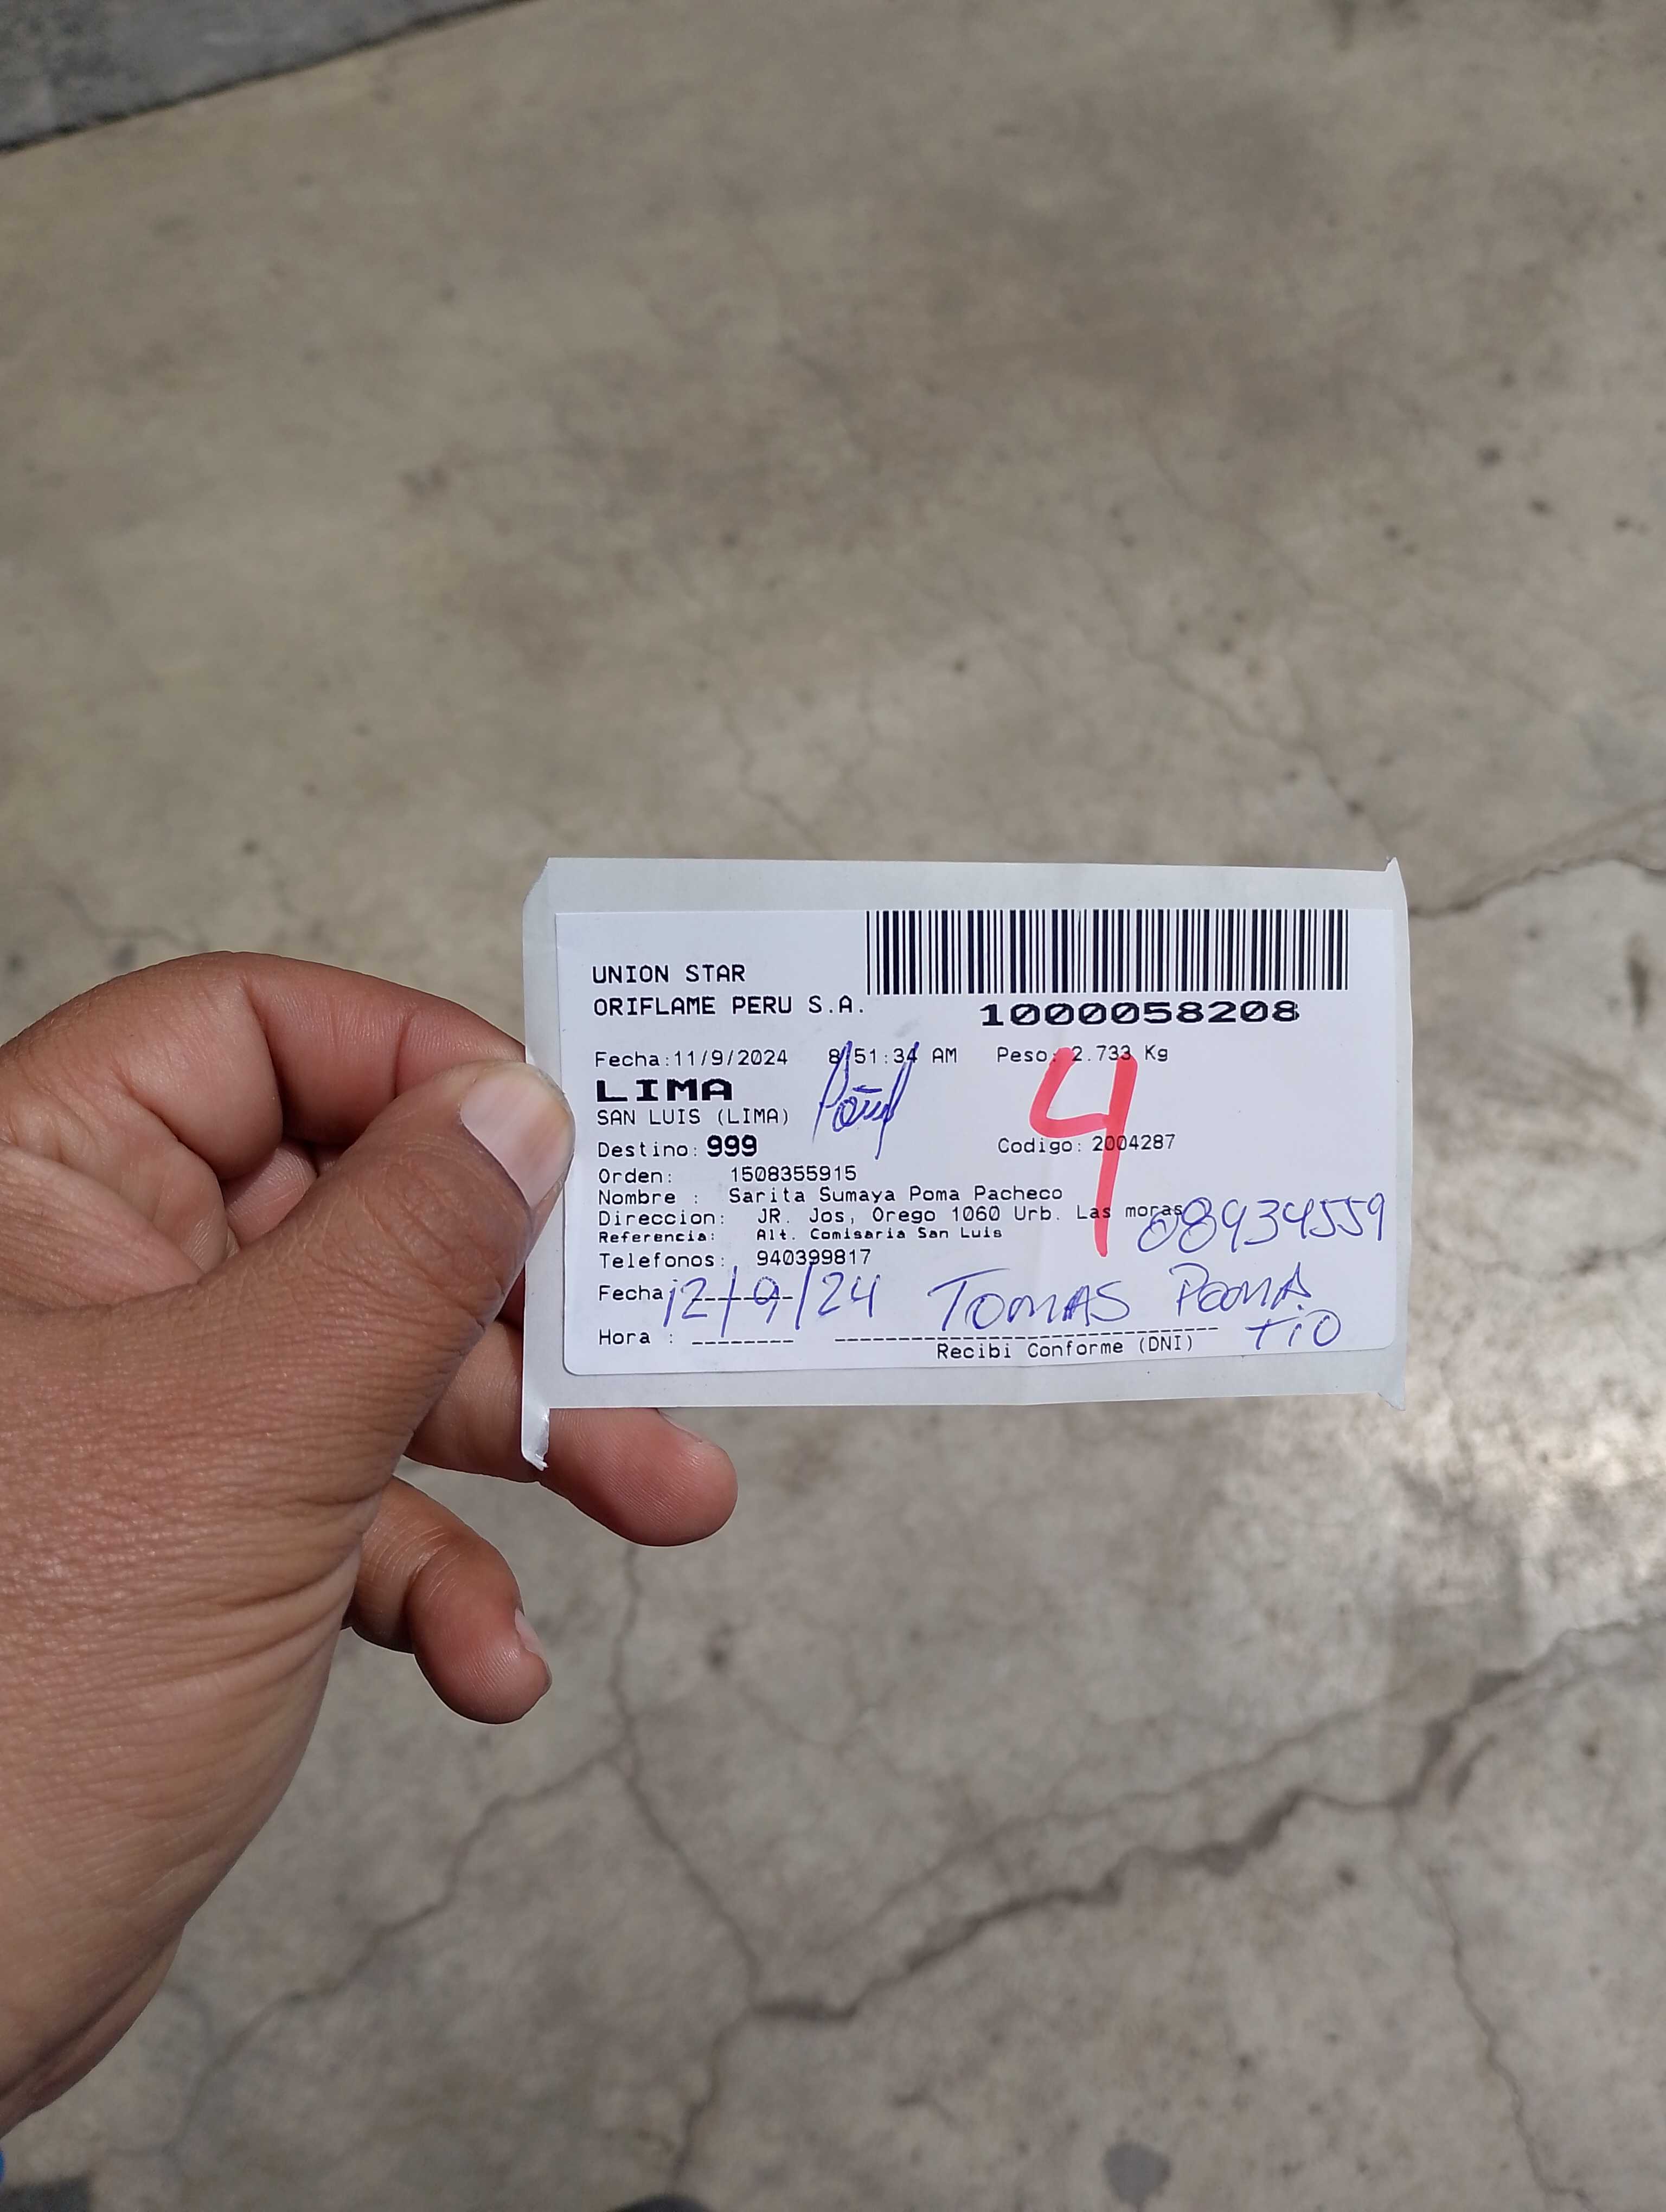 UNION STAR
ORIFLAME PERU S.A.
1000058208
Fecha:11/9/2024 8:51:34 AM Peso: 2.733 Kg
LIMA
SAN LUIS (LIMA)
4
Destino: 999 Codigo: 2004287
Orden: 1508355915
Nombre : Sarita Sumaya Poma Pacheco
Direccion: JR. Jos, Orego 1060 Urb. Las moras
08934559
Referencia: Alt. Comisaria San Luis
Telefonos: 940399817
Fecha: 12/9/24 TOMAS POMA
TIO
Hora :
Recibi Conforme (DNI)